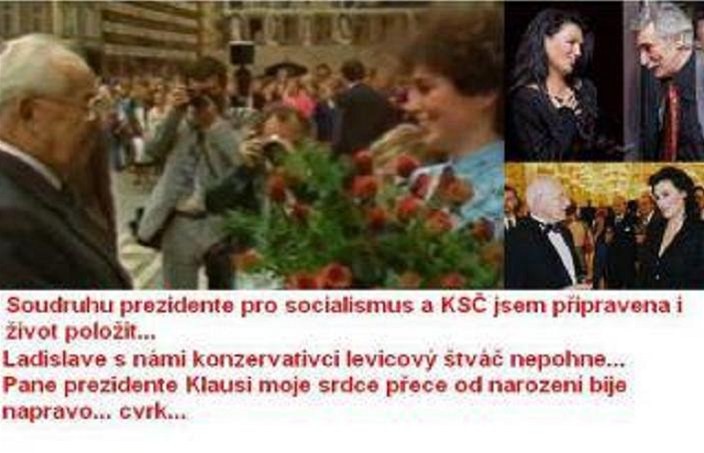 Soudruhu prezidente pro socialismus a KSČ jsem připravena i
život položit...
Ladislave s námi konzervativci levicový štváč nepohne...
Pane prezidente Klausi moje srdce přece od narození bije
napravo... cvrk...